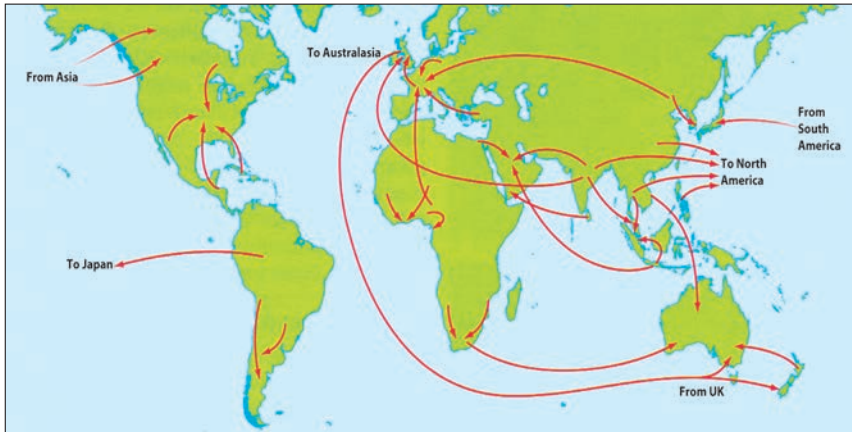 To Australasia
From Asia
From
South
America
To North
America
To Japan
From UK